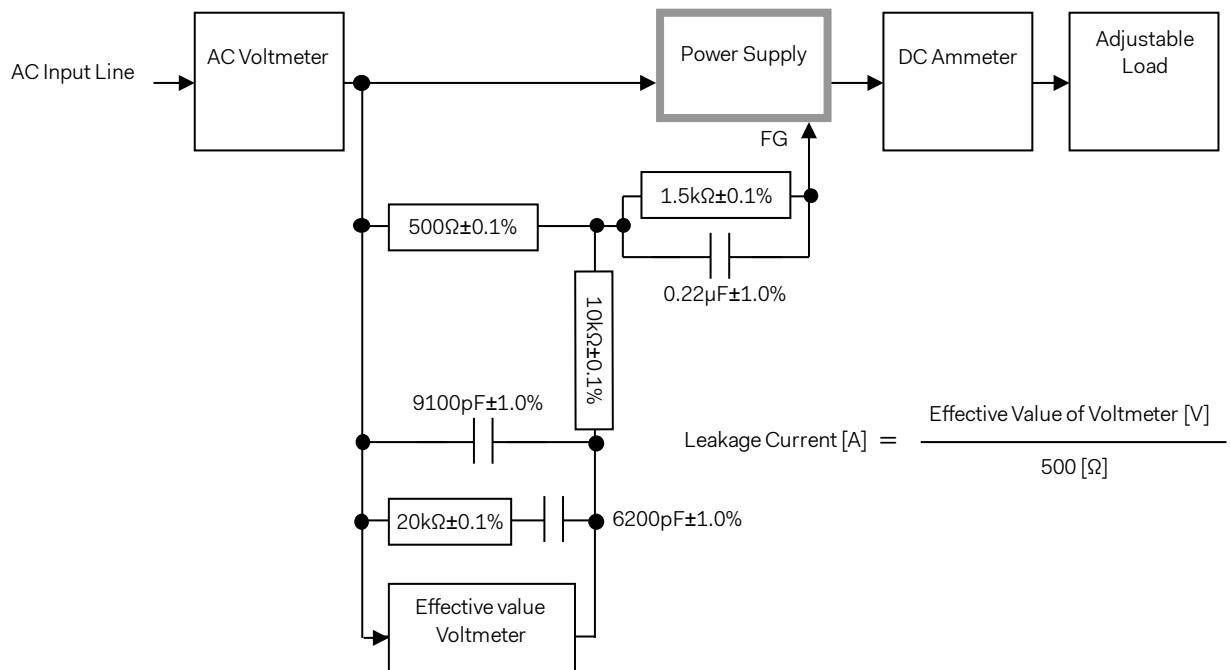 AC Input Line
AC Voltmeter
Power Supply
DC Ammeter
Adjustable
Load
FG
1.5kΩ±0.1%
500Ω±0.1%
0.22µF±1.0%
10kΩ±0.1%
9100pF±1.0%
Leakage Current [A] =
Effective Value of Voltmeter [V]
500 [Ω]
20kΩ±0.1%
6200pF±1.0%
Effective value
Voltmeter